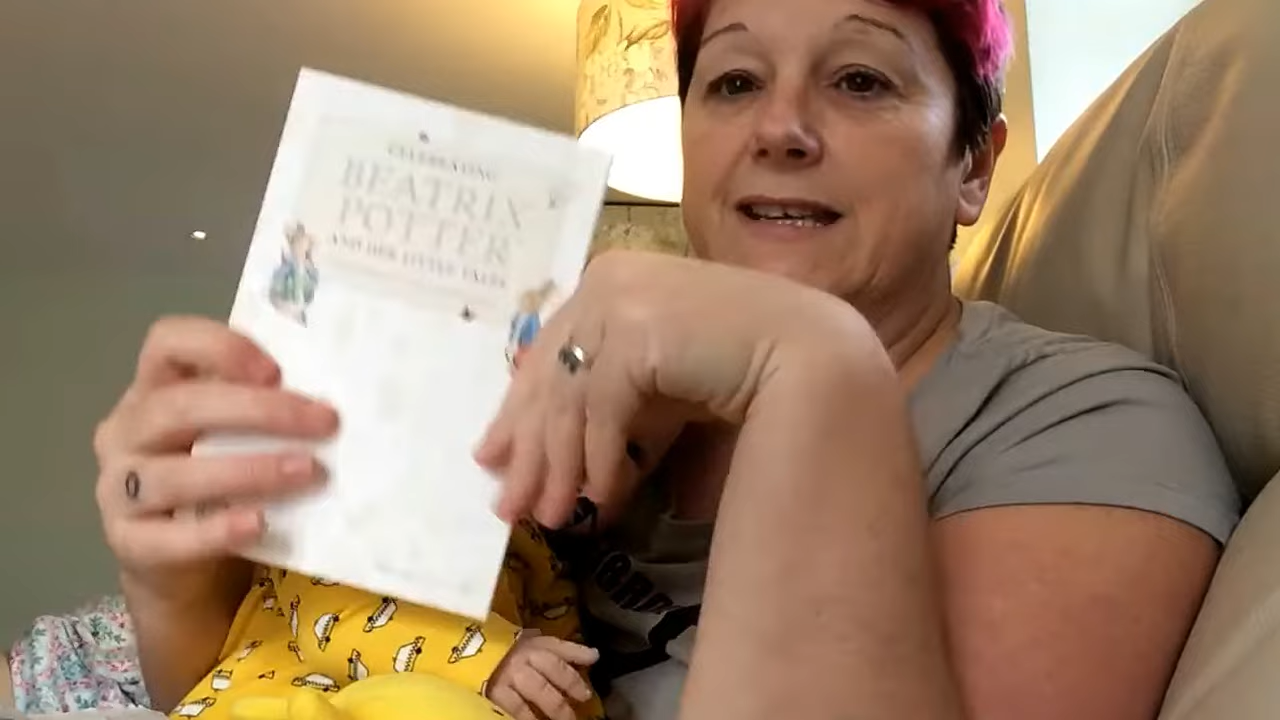 CELEBRATING
BEATRIX
POTTER
AND HER LITTLE TALES